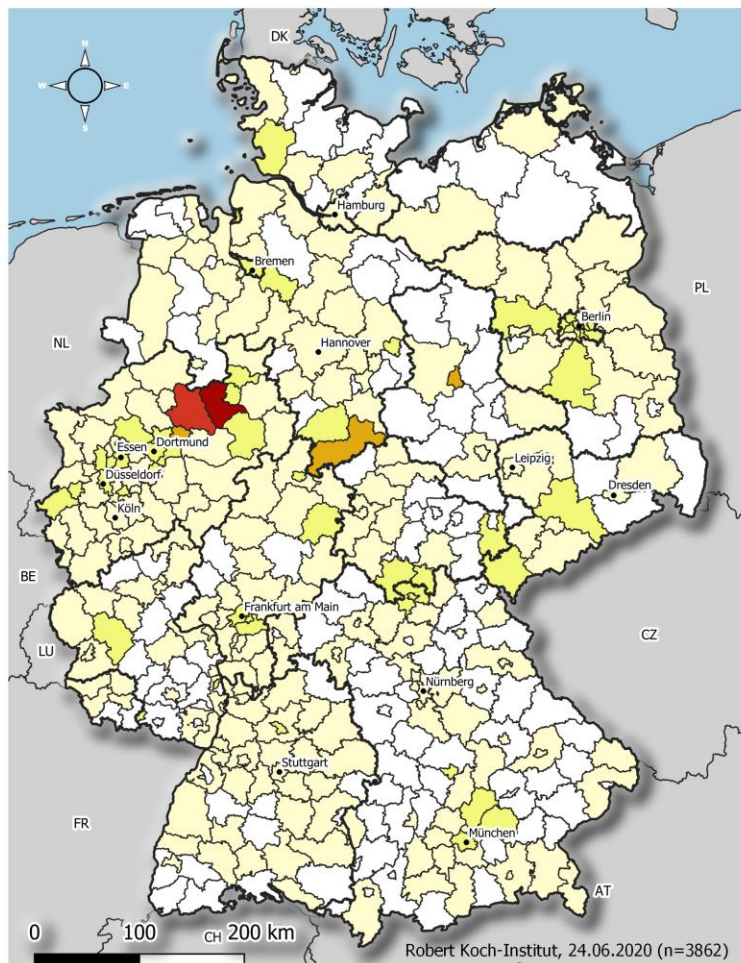 DK
N
W E
S
Hamburg
Bremen
PL
Berlin
NL
Hannover
Essen
Dortmund
Düsseldorf
Leipzig
Dresden
Köln
BE
Frankfurt am Main
LU
CZ
Nürnberg
Stuttgart
FR
München
AT
0 100 200 km
CH
Robert Koch-Institut, 24.06.2020 (n=3862)